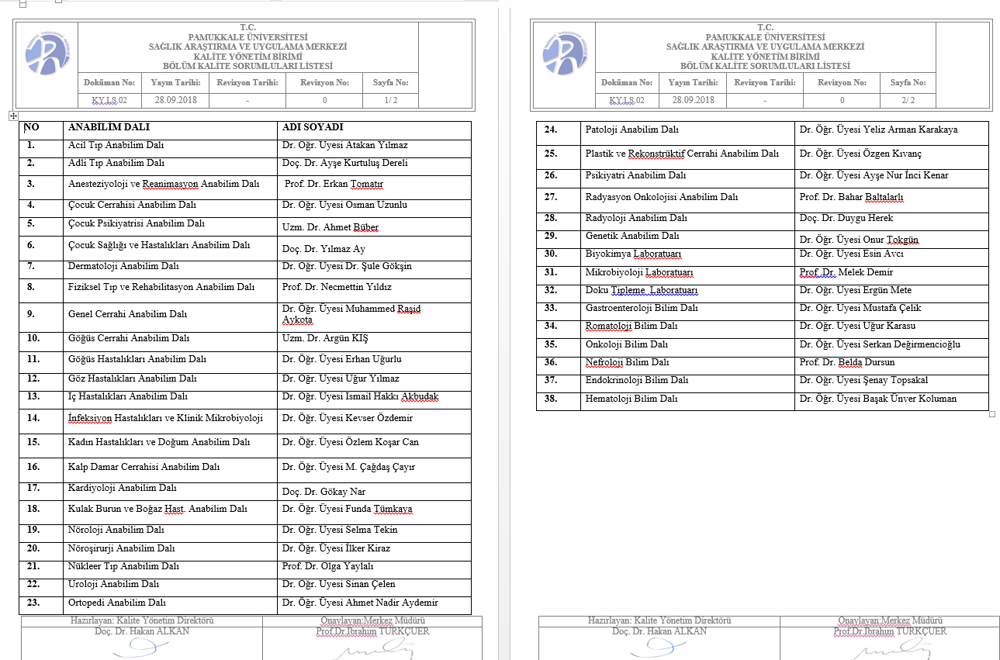 T.C.
PAMUKKALE ÜNİVERSİTESİ
SAĞLIK ARAŞTIRMA VE UYGULAMA MERKEZİ
KALİTE YÖNETİM BİRİMİ
BÖLÜM KALİTE SORUMLULARI LİSTESİ
Doküman No: Yayın Tarihi: Revizyon Tarihi: Revizyon No: Sayfa No:
KY.LS.02 28.09.2018 - 0 1/ 2
NO ANABİLİM DALI ADI SOYADI
1. Acil Tıp Anabilim Dalı Dr. Öğr. Üyesi Atakan Yılmaz
2. Adli Tıp Anabilim Dalı Doç. Dr. Ayşe Kurtuluş Dereli
3. Anesteziyoloji ve Reanimasyon Anabilim Dalı Prof. Dr. Erkan Tomatır
4. Çocuk Cerrahisi Anabilim Dalı Dr. Öğr. Üyesi Osman Uzunlu
5. Çocuk Psikiyatrisi Anabilim Dalı Uzm. Dr. Ahmet Büber
6. Çocuk Sağlığı ve Hastalıkları Anabilim Dalı Doç. Dr. Yılmaz Ay
7. Dermatoloji Anabilim Dalı Dr. Öğr. Üyesi Dr. Şule Gökşin
8. Fiziksel Tıp ve Rehabilitasyon Anabilim Dalı Prof. Dr. Necmettin Yıldız
9. Genel Cerrahi Anabilim Dalı Dr. Öğr. Üyesi Muhammed Raşid
Aykota
10. Göğüs Cerrahi Anabilim Dalı Uzm. Dr. Argün KIŞ
11. Göğüs Hastalıkları Anabilim Dalı Dr. Öğr. Üyesi Erhan Uğurlu
12. Göz Hastalıkları Anabilim Dalı Dr. Öğr. Üyesi Uğur Yılmaz
13. İç Hastalıkları Anabilim Dalı Dr. Öğr. Üyesi İsmail Hakkı Akbudak
14. İnfeksiyon Hastalıkları ve Klinik Mikrobiyoloji Dr. Öğr. Üyesi Kevser Özdemir
15. Kadın Hastalıkları ve Doğum Anabilim Dalı Dr. Öğr. Üyesi Özlem Koşar Can
16. Kalp Damar Cerrahisi Anabilim Dalı Dr. Öğr. Üyesi M. Çağdaş Çayır
17. Kardiyoloji Anabilim Dalı Doç. Dr. Gökay Nar
18. Kulak Burun ve Boğaz Hast. Anabilim Dalı Dr. Öğr. Üyesi Funda Tümkaya
19. Nöroloji Anabilim Dalı Dr. Öğr. Üyesi Selma Tekin
20. Nöroşirurji Anabilim Dalı Dr. Öğr. Üyesi İlker Kiraz
21. Nükleer Tıp Anabilim Dalı Prof. Dr. Olga Yaylalı
22. Üroloji Anabilim Dalı Dr. Öğr. Üyesi Sinan Çelen
23. Ortopedi Anabilim Dalı Dr. Öğr. Üyesi Ahmet Nadir Aydemir
Hazırlayan: Kalite Yönetim Direktörü Onaylayan:Merkez Müdürü
Doç. Dr. Hakan ALKAN Prof.Dr.İbrahim TÜRKÇÜER
T.C.
PAMUKKALE ÜNİVERSİTESİ
SAĞLIK ARAŞTIRMA VE UYGULAMA MERKEZİ
KALİTE YÖNETİM BİRİMİ
BÖLÜM KALİTE SORUMLULARI LİSTESİ
Doküman No: Yayın Tarihi: Revizyon Tarihi: Revizyon No: Sayfa No:
KY.LS.02 28.09.2018 - 0 2/ 2
24. Patoloji Anabilim Dalı Dr. Öğr. Üyesi Yeliz Arman Karakaya
25. Plastik ve Rekonstrüktif Cerrahi Anabilim Dalı Dr. Öğr. Üyesi Özgen Kıvanç
26. Psikiyatri Anabilim Dalı Dr. Öğr. Üyesi Ayşe Nur İnci Kenar
27. Radyasyon Onkolojisi Anabilim Dalı Prof. Dr. Bahar Baltalarlı
28. Radyoloji Anabilim Dalı Doç. Dr. Duygu Herek
29. Genetik Anabilim Dalı Dr. Öğr. Üyesi Onur Tokgün
30. Biyokimya Laboratuarı Dr. Öğr. Üyesi Esin Avcı
31. Mikrobiyoloji Laboratuarı Prof .Dr. Melek Demir
32. Doku Tipleme Laboratuarı Dr. Öğr. Üyesi Ergün Mete
33. Gastroenteroloji Bilim Dalı Dr. Öğr. Üyesi Mustafa Çelik
34. Romatoloji Bilim Dalı Dr. Öğr. Üyesi Uğur Karasu
35. Onkoloji Bilim Dalı Dr. Öğr. Üyesi Serkan Değirmencioğlu
36. Nefroloji Bilim Dalı Prof. Dr. Belda Dursun
37. Endokrinoloji Bilim Dalı Dr. Öğr. Üyesi Şenay Topsakal
38. Hematoloji Bilim Dalı Dr. Öğr. Üyesi Başak Ünver Koluman
Hazırlayan: Kalite Yönetim Direktörü Onaylayan:Merkez Müdürü
Doç. Dr. Hakan ALKAN Prof.Dr.İbrahim TÜRKÇÜER